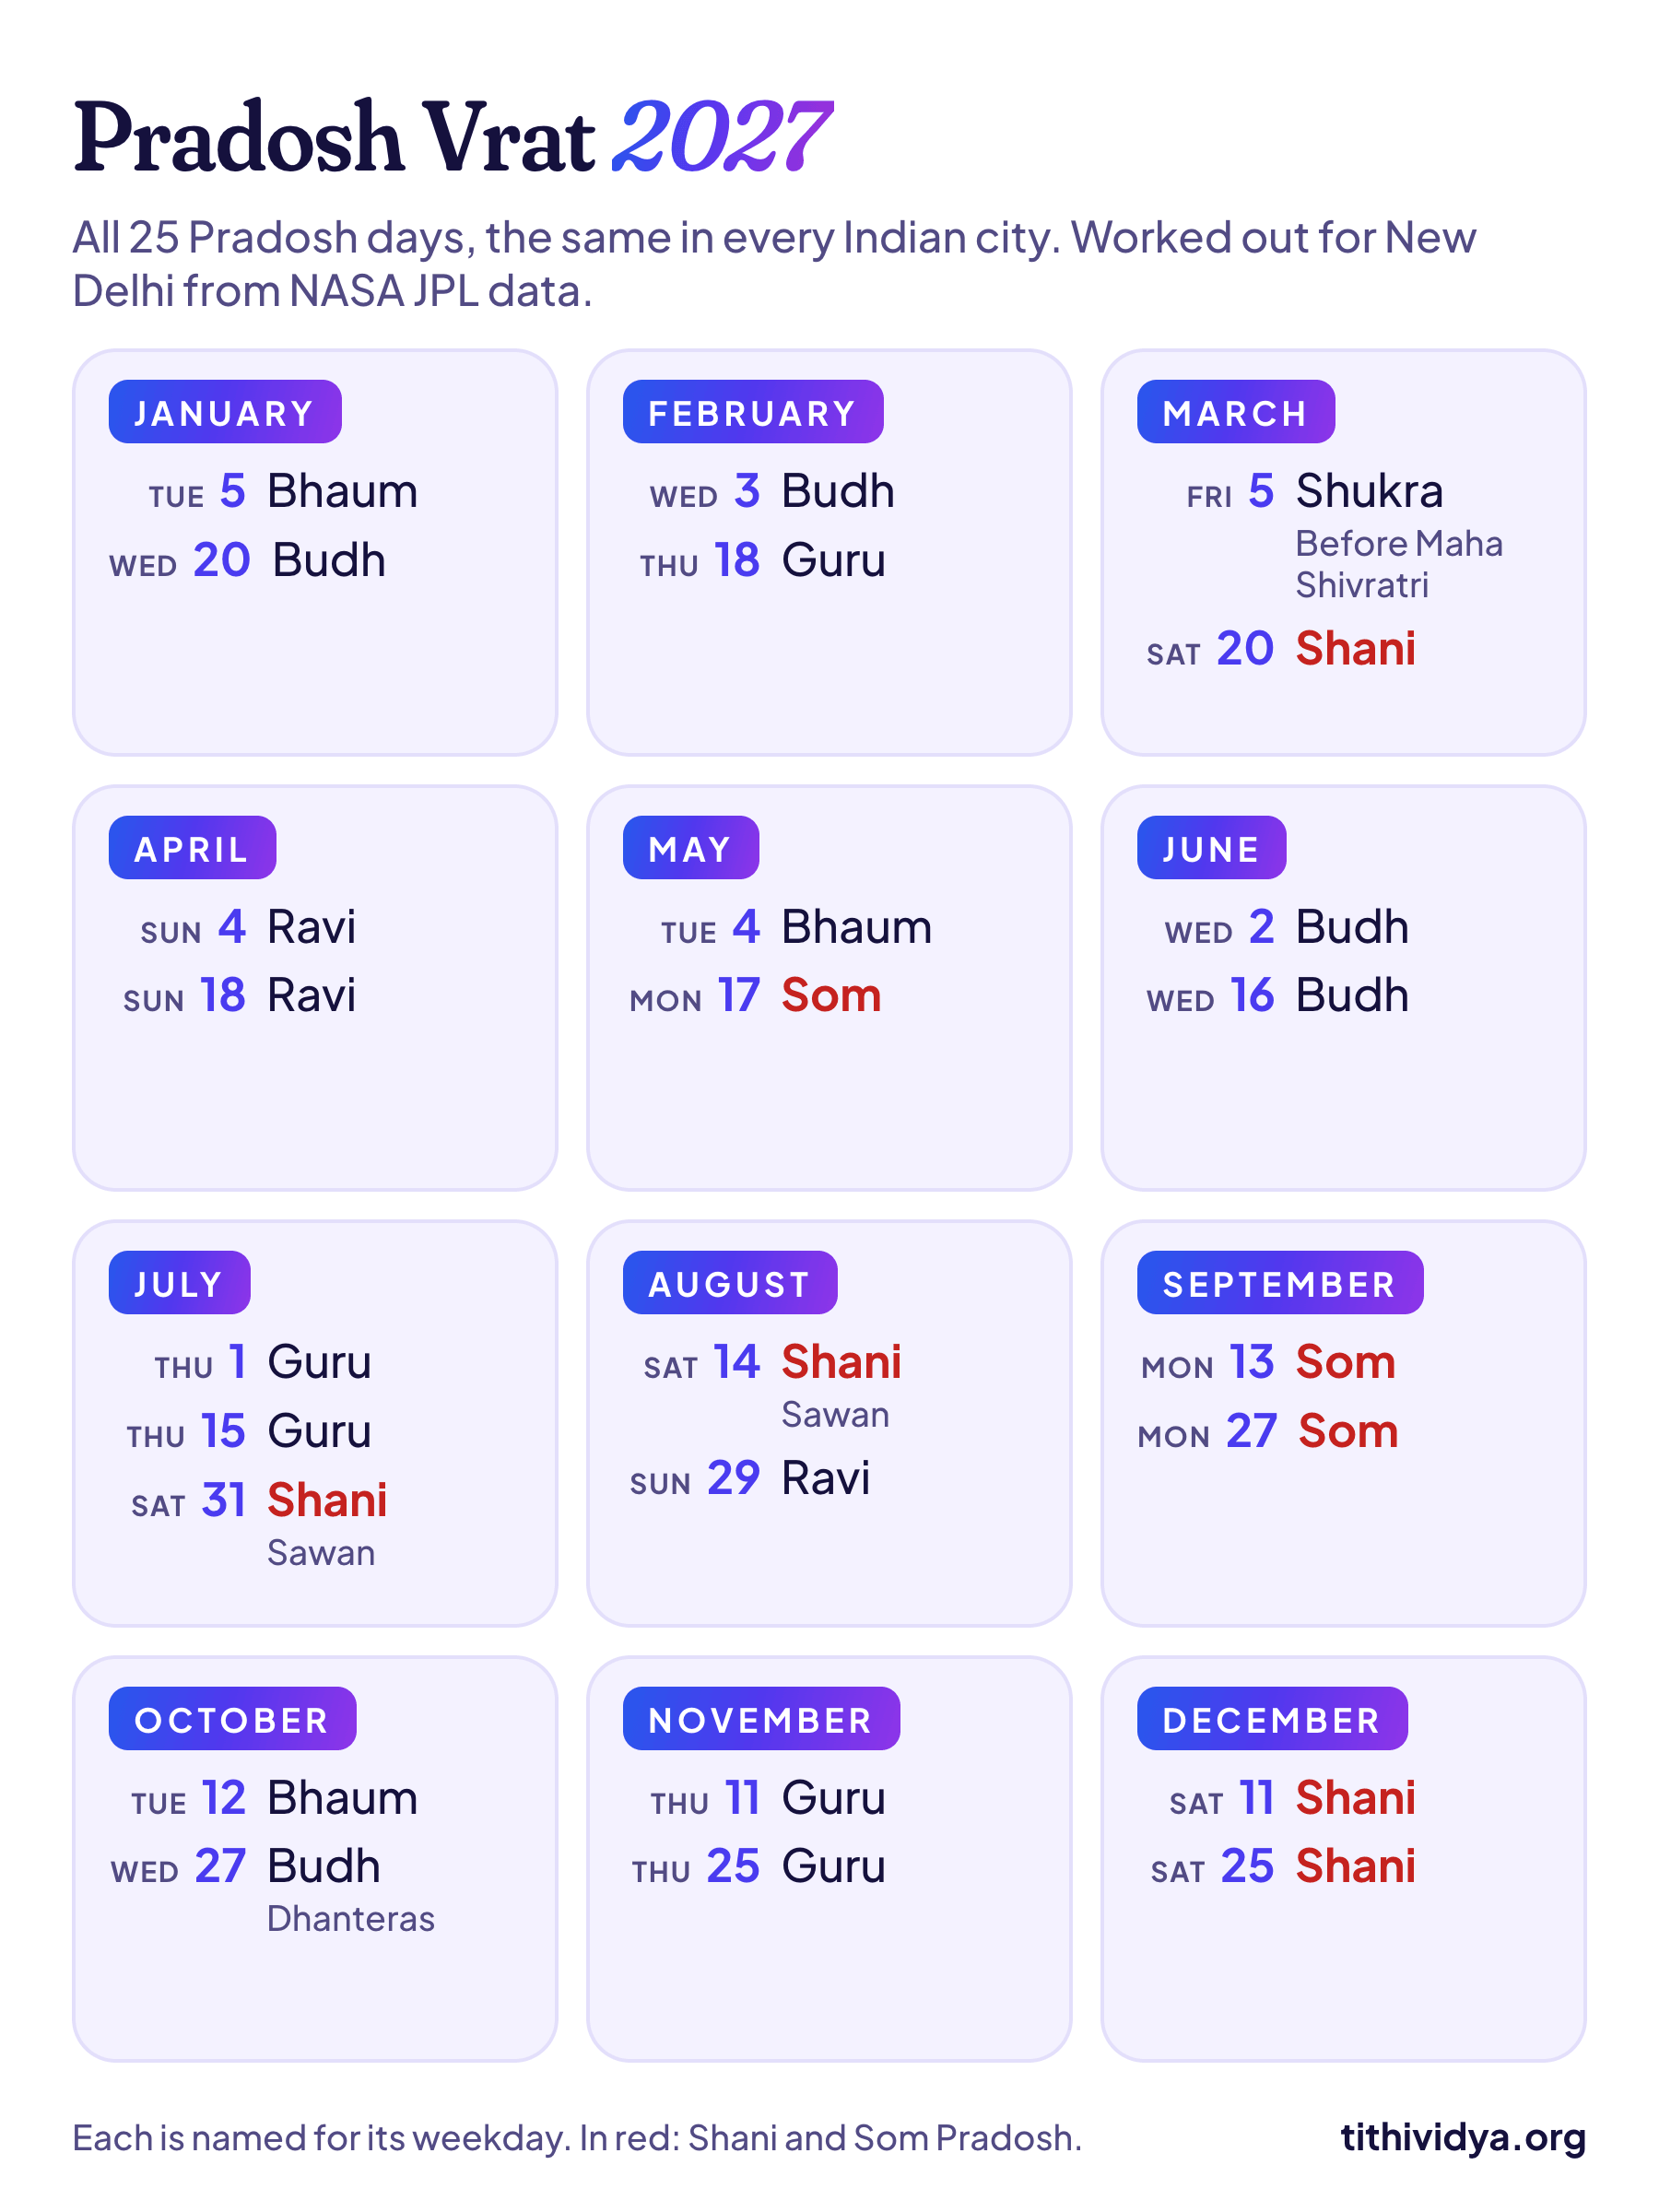 Pradosh Vrat 2027
All 25 Pradosh days, the same in every Indian city. Worked out for New
Delhi from NASA JPL data.
JANUARY
TUE 5 Bhaum
WED 20 Budh
FEBRUARY
WED 3 Budh
THU 18 Guru
MARCH
FRI 5 Shukra
Before Maha
Shivratri
SAT 20 Shani
APRIL
SUN 4 Ravi
SUN 18 Ravi
MAY
TUE 4 Bhaum
MON 17 Som
JUNE
WED 2 Budh
WED 16 Budh
JULY
THU 1 Guru
THU 15 Guru
SAT 31 Shani
Sawan
AUGUST
SAT 14 Shani
Sawan
SUN 29 Ravi
SEPTEMBER
MON 13 Som
MON 27 Som
OCTOBER
TUE 12 Bhaum
WED 27 Budh
Dhanteras
NOVEMBER
THU 11 Guru
THU 25 Guru
DECEMBER
SAT 11 Shani
SAT 25 Shani
Each is named for its weekday. In red: Shani and Som Pradosh.
tithividya.org